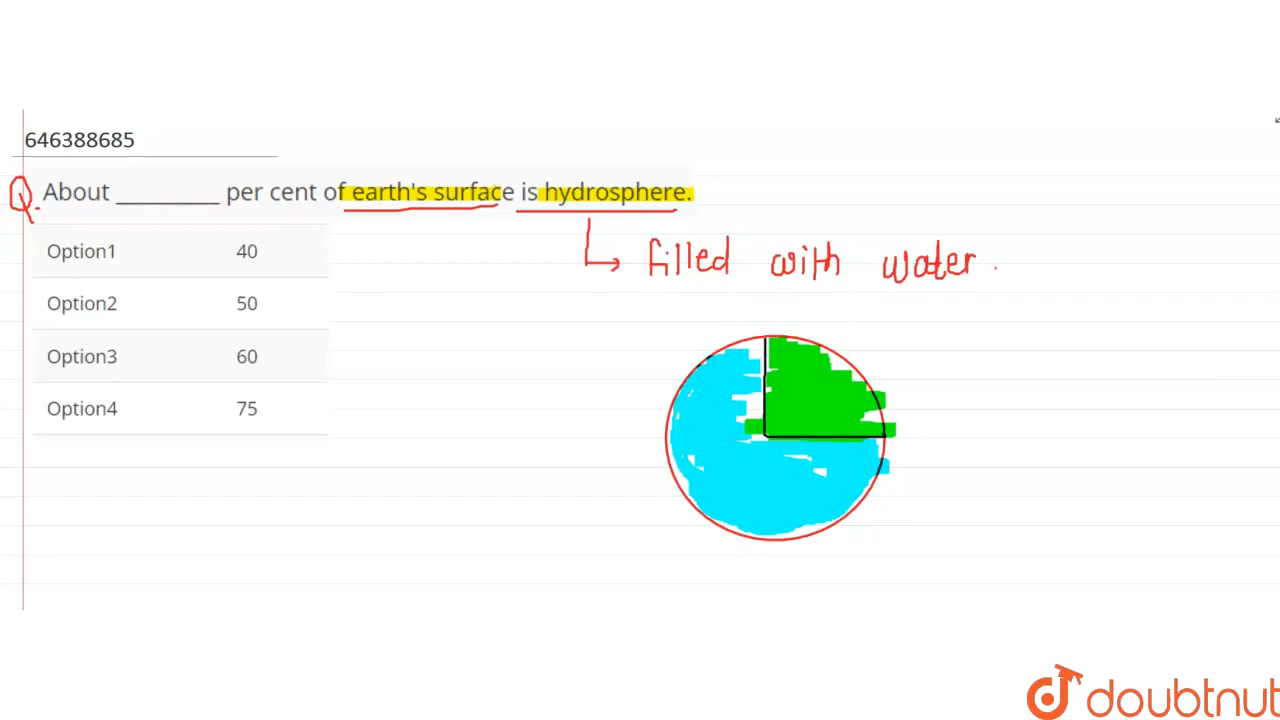 646388685
Q. About __________ per cent of earth's surface is hydrosphere.
Option1 40
filled with water.
Option2 50
Option3 60
Option4 75
doubtnut